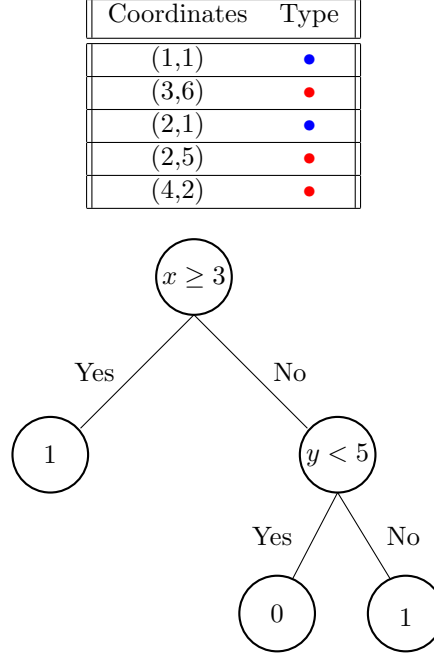 Coordinates Type
(1,1)
(3,6)
(2,1)
(2,5)
(4,2)
x ≥ 3
Yes No
1 y < 5
Yes No
0 1